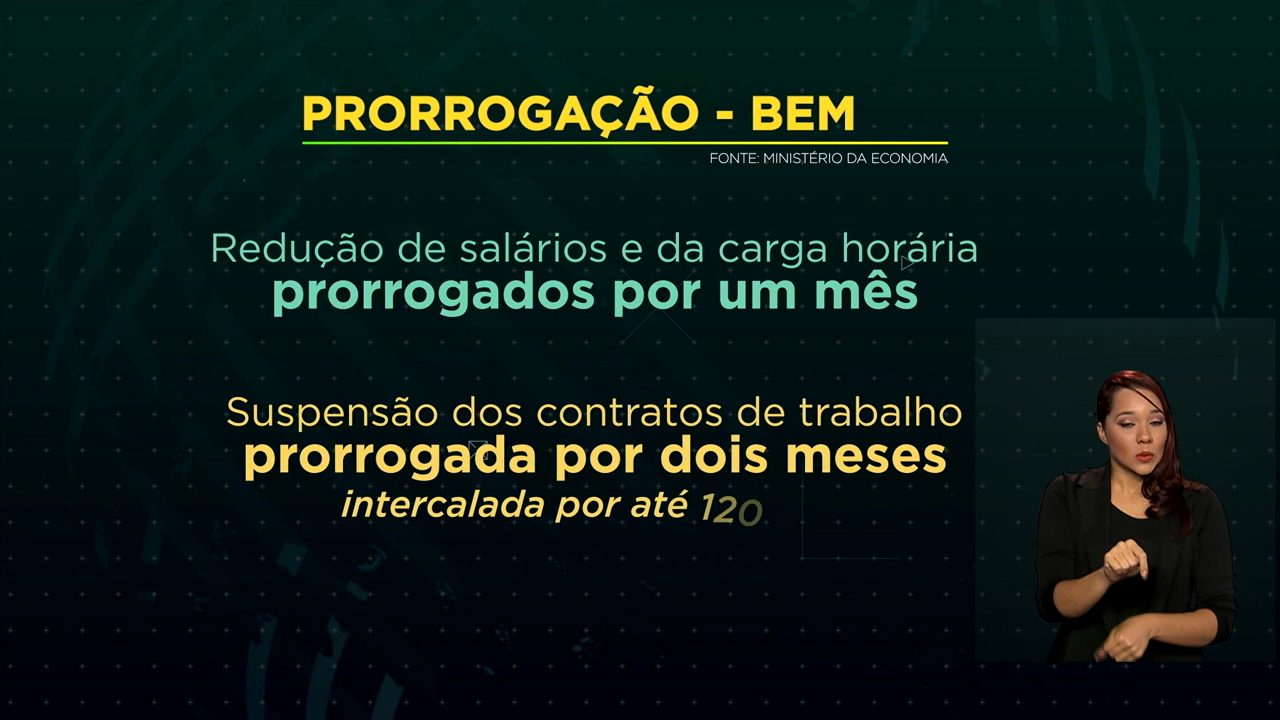 PRORROGAÇÃO - BEM
FONTE: MINISTÉRIO DA ECONOMIA
Redução de salários e da carga horária
prorrogados por um mês
Suspensão dos contratos de trabalho
prorrogada por dois meses
intercalada por até 120